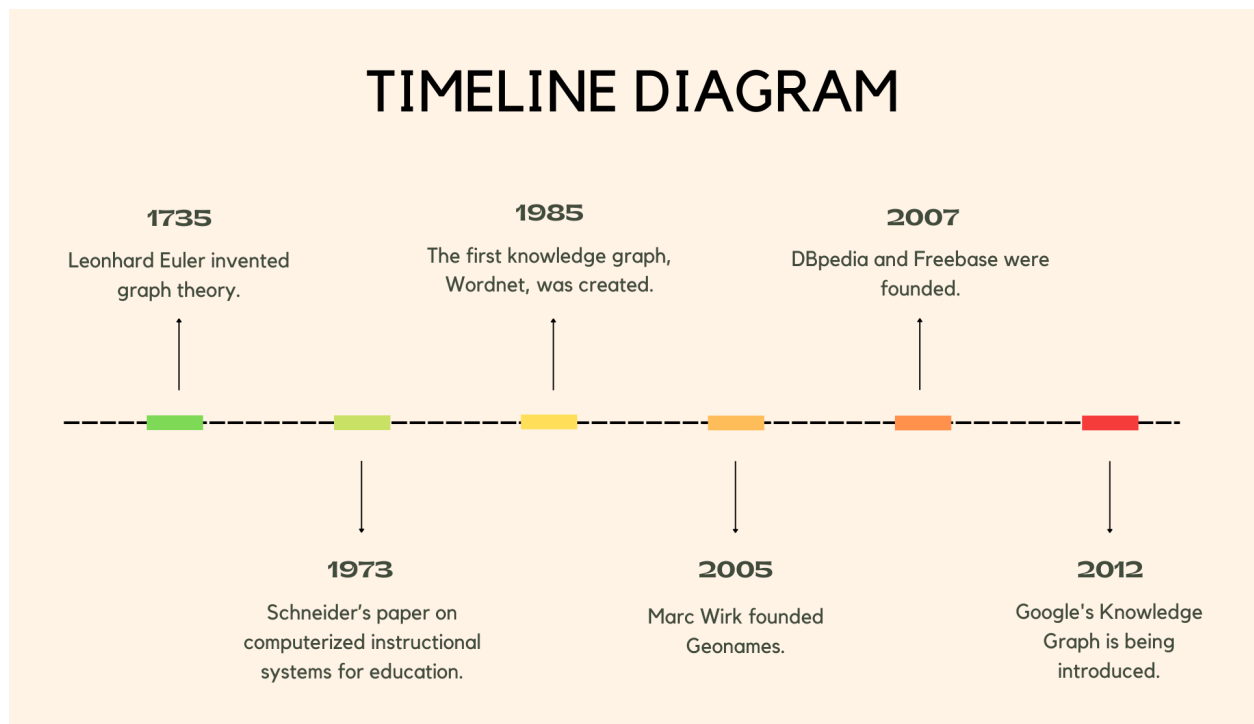 TIMELINE DIAGRAM
1735
Leonhard Euler invented
graph theory.
1985
The first knowledge graph,
Wordnet, was created.
2007
DBpedia and Freebase were
founded.
1973
Schneider's paper on
computerized instructional
systems for education.
2005
Marc Wirk founded
Geonames.
2012
Google's Knowledge
Graph is being
introduced.